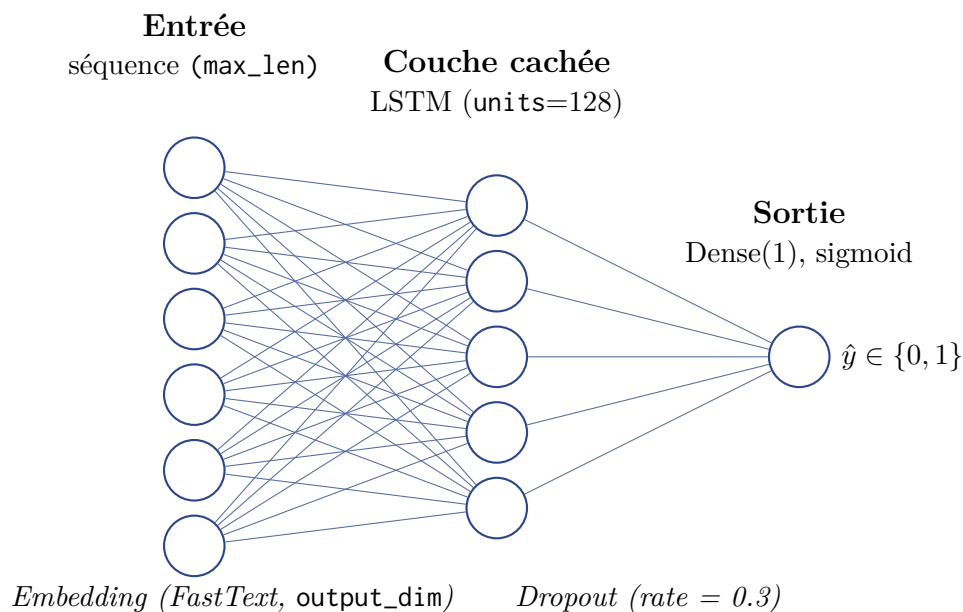 Entrée
séquence (max_len)
Couche cachée
LSTM (units=128)
Sortie
Dense(1), sigmoid
ŷ ∈ {0, 1}
Embedding (FastText, output_dim)
Dropout (rate = 0.3)